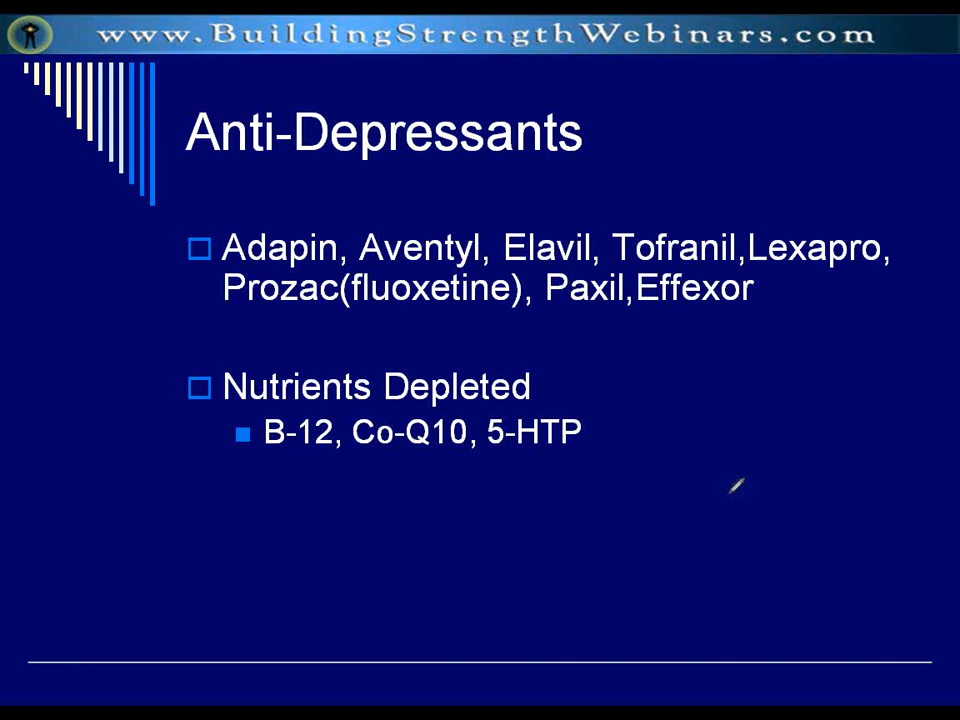 www.BuildingStrengthWebinars.com
Anti-Depressants
Adapin, Aventyl, Elavil, Tofranil,Lexapro,
Prozac(fluoxetine), Paxil,Effexor
Nutrients Depleted
B-12, Co-Q10, 5-HTP